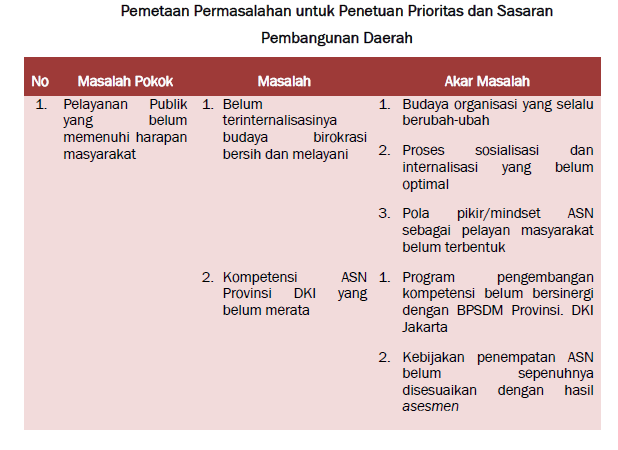 Pemetaan Permasalahan untuk Penetuan Prioritas dan Sasaran
Pembangunan Daerah
No Masalah Pokok Masalah Akar Masalah
1. Pelayanan Publik
yang belum
memenuhi harapan
masyarakat
1. Belum
terinternalisasinya
budaya birokrasi
bersih dan melayani
1. Budaya organisasi yang selalu
berubah-ubah
2. Proses sosialisasi dan
internalisasi yang belum
optimal
3. Pola pikir/mindset ASN
sebagai pelayan masyarakat
belum terbentuk
2. Kompetensi ASN
Provinsi DKI yang
belum merata
1. Program pengembangan
kompetensi belum bersinergi
dengan BPSDM Provinsi. DKI
Jakarta
2. Kebijakan penempatan ASN
belum sepenuhnya
disesuaikan dengan hasil
asesmen